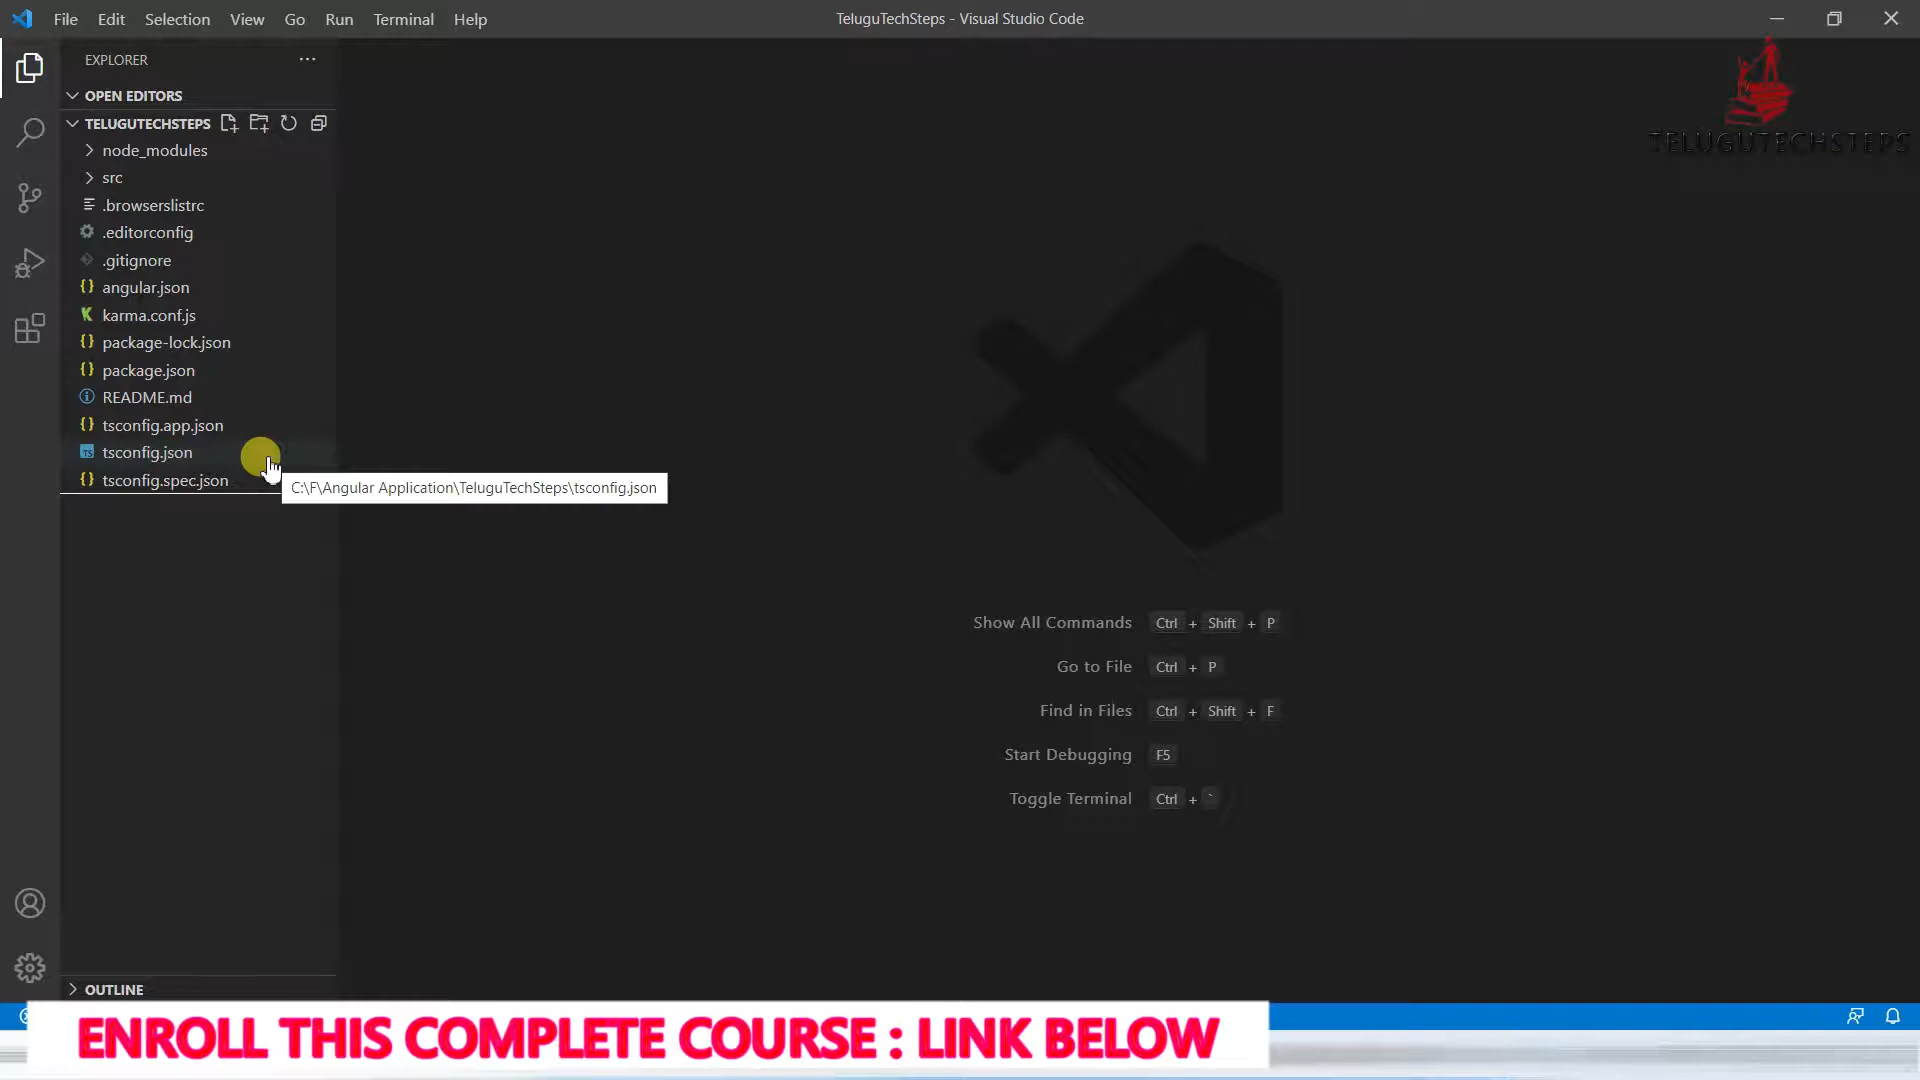 File Edit Selection View Go Run Terminal Help
TeluguTechSteps - Visual Studio Code
EXPLORER
OPEN EDITORS
TELUGUTECHSTEPS
node_modules
src
.browserslistrc
.editorconfig
.gitignore
angular.json
karma.conf.js
package-lock.json
package.json
README.md
tsconfig.app.json
tsconfig.json
tsconfig.spec.json
C:\F\Angular Application\TeluguTechSteps\tsconfig.json
TELUGUTECHSTEPS
Show All Commands Ctrl + Shift + P
Go to File Ctrl + P
Find in Files Ctrl + Shift + F
Start Debugging F5
Toggle Terminal Ctrl + `
OUTLINE
ENROLL THIS COMPLETE COURSE : LINK BELOW